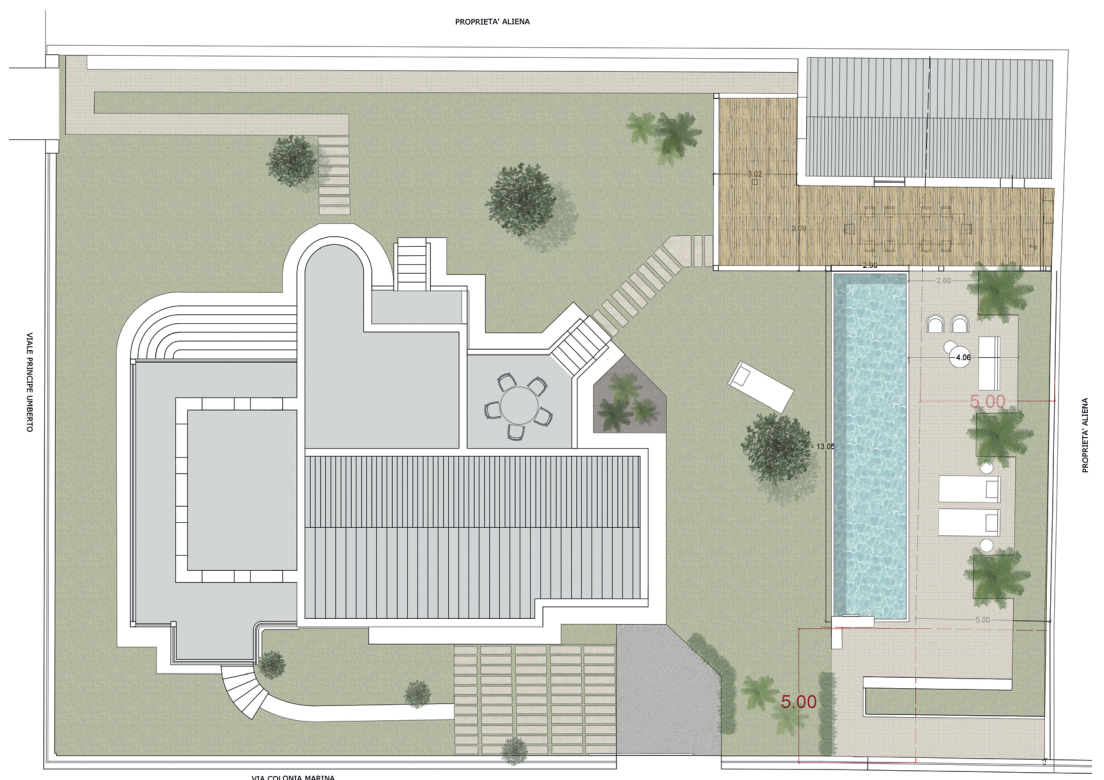 PROPRIETA' ALIENA
3.02
3.09
2.90
2.60
VIALE PRINCIPE UMBERTO
4.06
5.00
PROPRIETA' ALIENA
13.05
5.00
5.00
VIA COLONIA MARINA